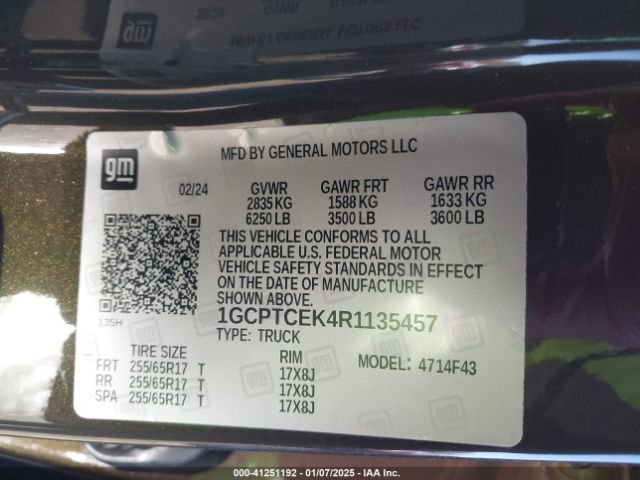 gm
MFD BY GENERAL MOTORS LLC
02/24 GVWR GAWR FRT GAWR RR
2835 KG 1588 KG 1633 KG
6250 LB 3500 LB 3600 LB
THIS VEHICLE CONFORMS TO ALL
APPLICABLE U.S. FEDERAL MOTOR
VEHICLE SAFETY STANDARDS IN EFFECT
ON THE DATE OF MANUFACTURE
SHOWN ABOVE.
135H
1GCPTCEK4R1135457
TYPE: TRUCK
TIRE SIZE RIM MODEL: 4714F43
FRT 255/65R17 T 17X8J
RR 255/65R17 T 17X8J
SPA 255/65R17 T 17X8J
000-41251192 — 01/07/2025 — IAA Inc.